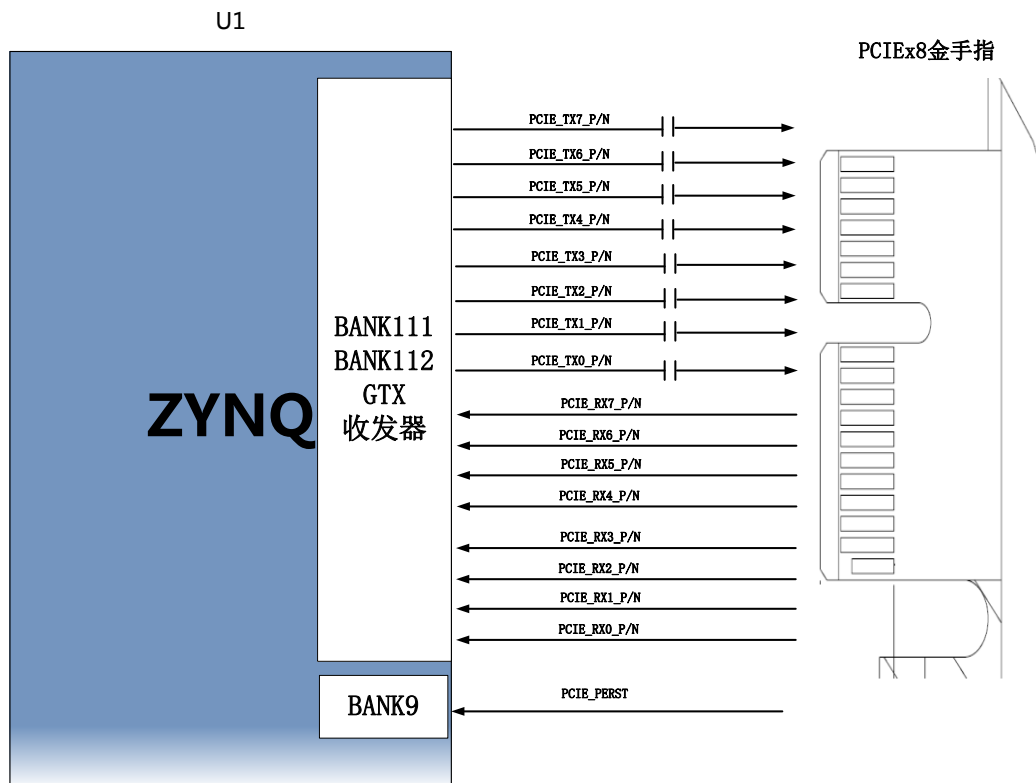 U1
PCIEx8金手指
PCIE_TX7_P/N
PCIE_TX6_P/N
PCIE_TX5_P/N
PCIE_TX4_P/N
PCIE_TX3_P/N
PCIE_TX2_P/N
PCIE_TX1_P/N
PCIE_TX0_P/N
BANK111
BANK112
GTX
收发器
ZYNQ
PCIE_RX7_P/N
PCIE_RX6_P/N
PCIE_RX5_P/N
PCIE_RX4_P/N
PCIE_RX3_P/N
PCIE_RX2_P/N
PCIE_RX1_P/N
PCIE_RX0_P/N
BANK9
PCIE_PERST